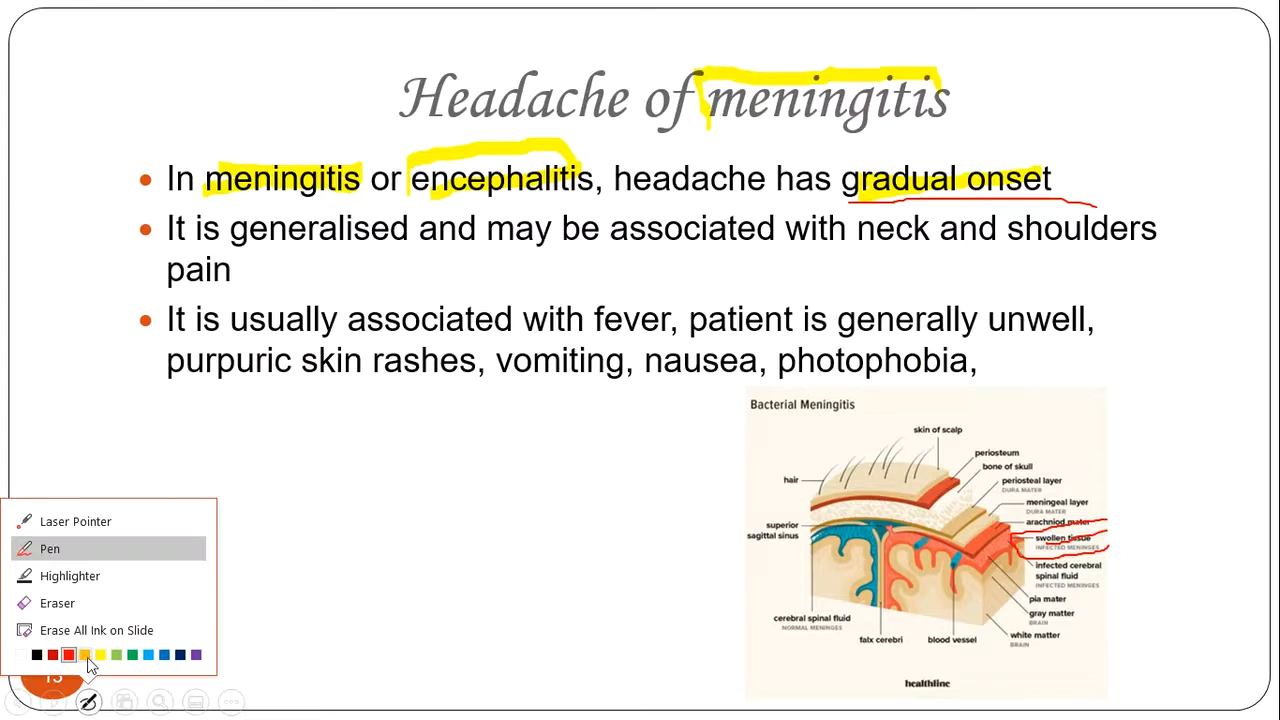 Headache of meningitis
• In meningitis or encephalitis, headache has gradual onset
• It is generalised and may be associated with neck and shoulders
pain
• It is usually associated with fever, patient is generally unwell,
purpuric skin rashes, vomiting, nausea, photophobia,
Bacterial Meningitis
skin of scalp
periosteum
bone of skull
hair
periosteal layer
DURA MATER
meningeal layer
DURA MATER
superior
sagittal sinus
arachniod mater
swollen tissue
INFECTED MENINGES
infected cerebral
spinal fluid
INFECTED MENINGES
pia mater
gray matter
BRAIN
cerebral spinal fluid
NORMAL MENINGES
falx cerebri
blood vessel
white matter
BRAIN
healthline
Laser Pointer
Pen
Highlighter
Eraser
Erase All Ink on Slide